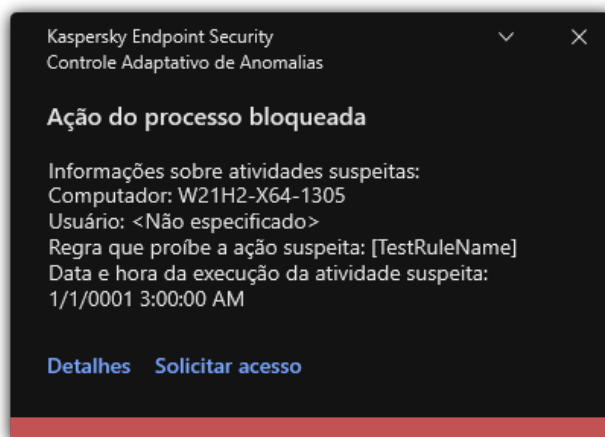 Kaspersky Endpoint Security
Controle Adaptativo de Anomalias
Ação do processo bloqueada
Informações sobre atividades suspeitas:
Computador: W21H2-X64-1305
Usuário: <Não especificado>
Regra que proíbe a ação suspeita: [TestRuleName]
Data e hora da execução da atividade suspeita:
1/1/0001 3:00:00 AM
Detalhes Solicitar acesso